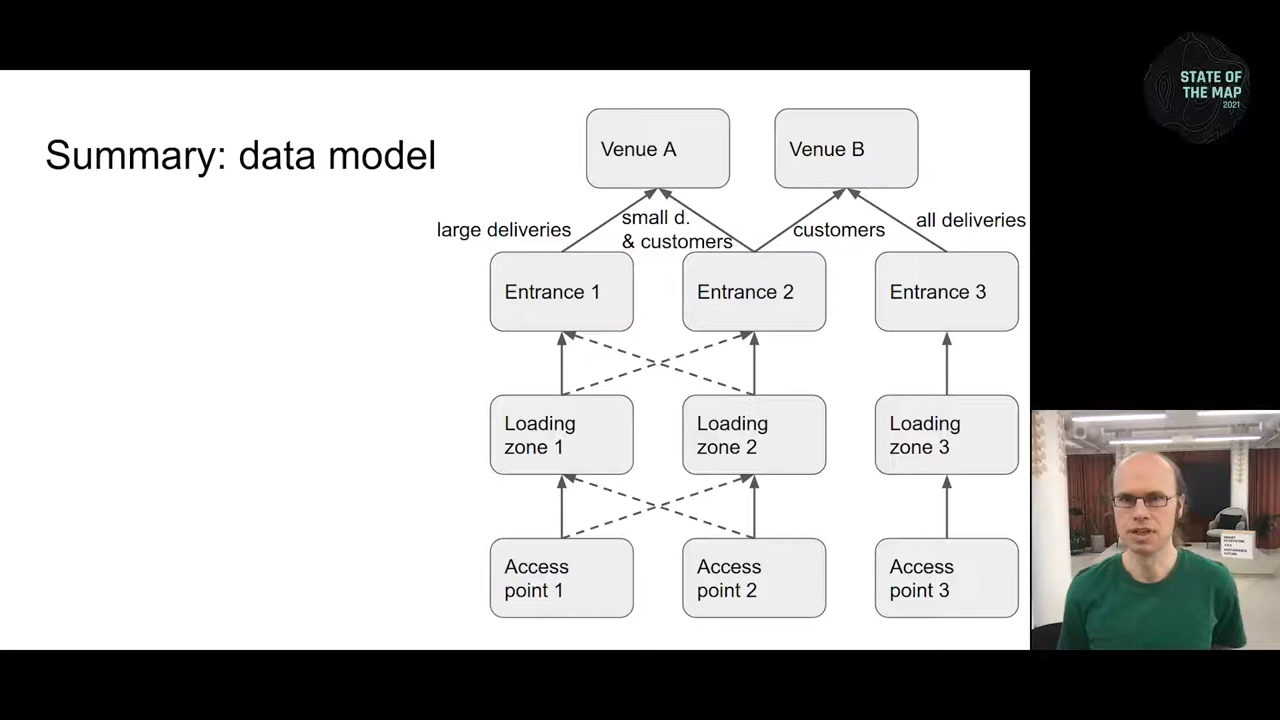 STATE OF
THE MAP
2021
Summary: data model
Venue A
Venue B
large deliveries
small d.
& customers
customers
all deliveries
Entrance 1
Entrance 2
Entrance 3
Loading
zone 1
Loading
zone 2
Loading
zone 3
Access
point 1
Access
point 2
Access
point 3